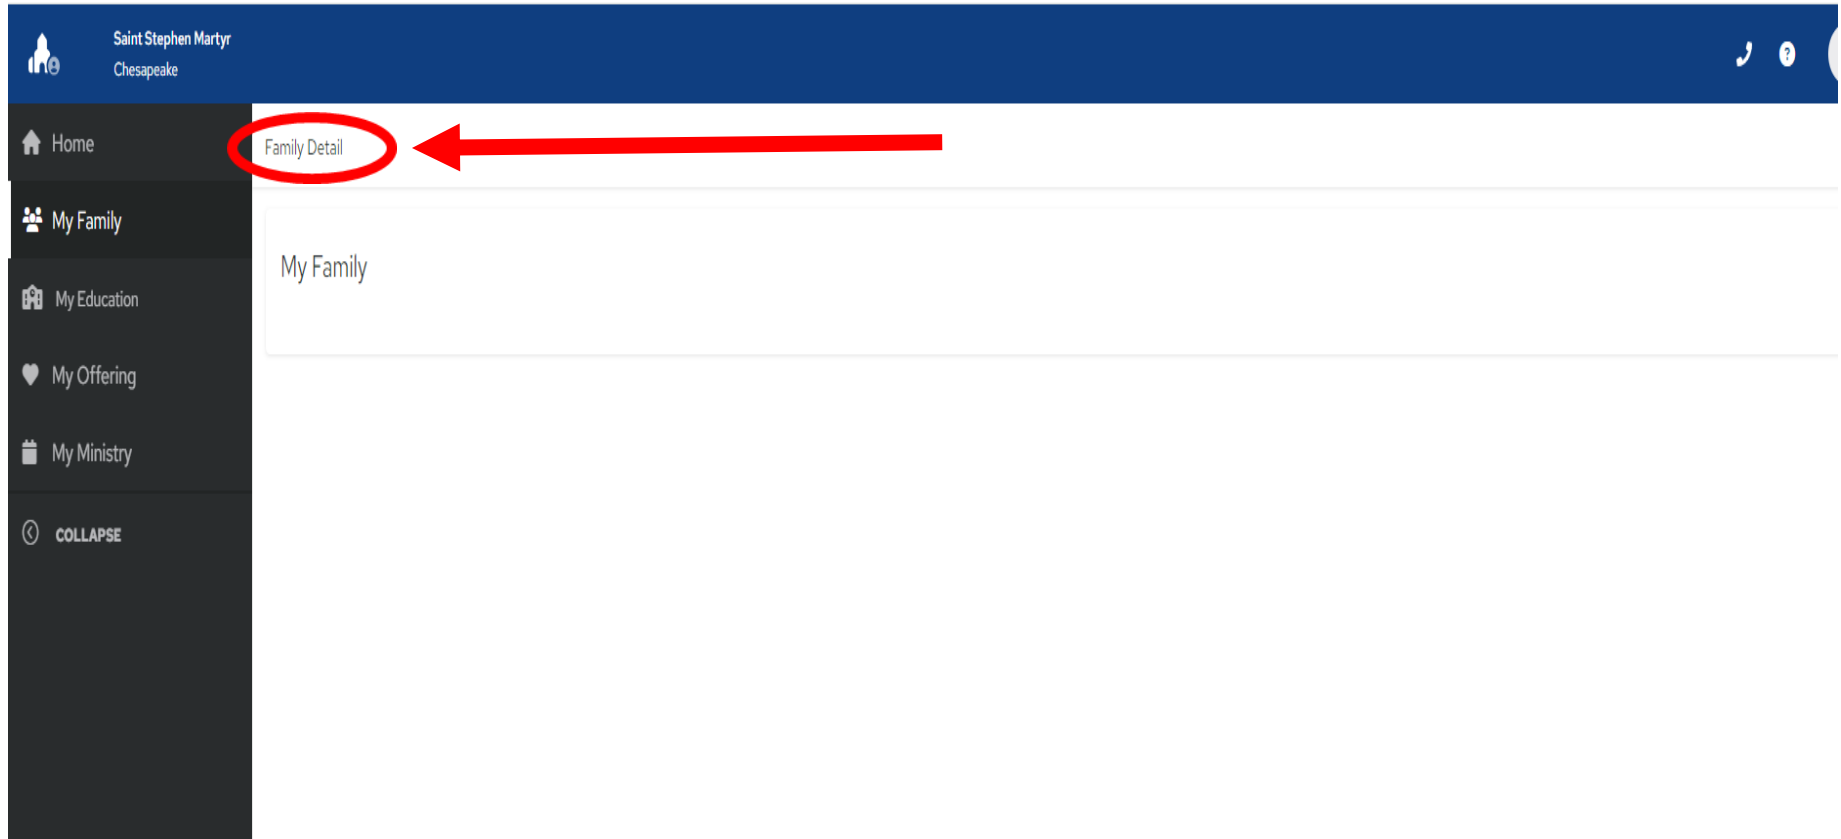 Saint Stephen Martyr
Chesapeake
Home
My Family
My Education
My Offering
My Ministry
COLLAPSE
Family Detail
My Family